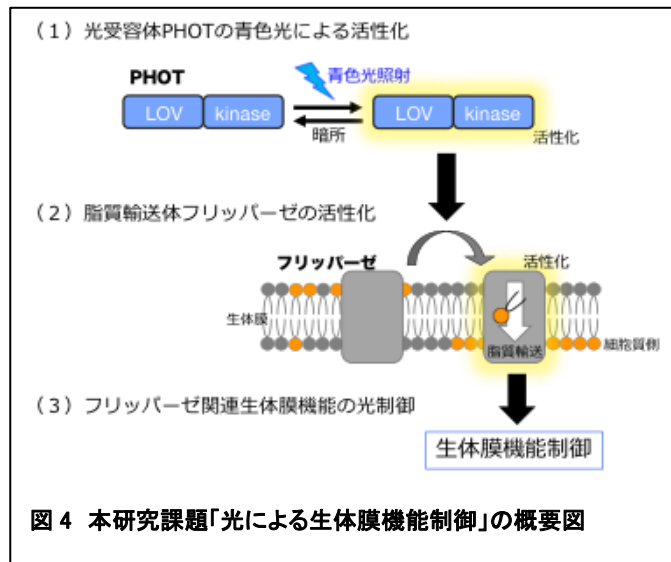 （1）光受容体PHOTの青色光による活性化
PHOT
青色光照射
LOV kinase
暗所
LOV kinase
活性化
（2）脂質輸送体フリッパーゼの活性化
フリッパーゼ
活性化
生体膜
脂質輸送
細胞質側
（3）フリッパーゼ関連生体膜機能の光制御
生体膜機能制御
図 4 本研究課題「光による生体膜機能制御」の概要図